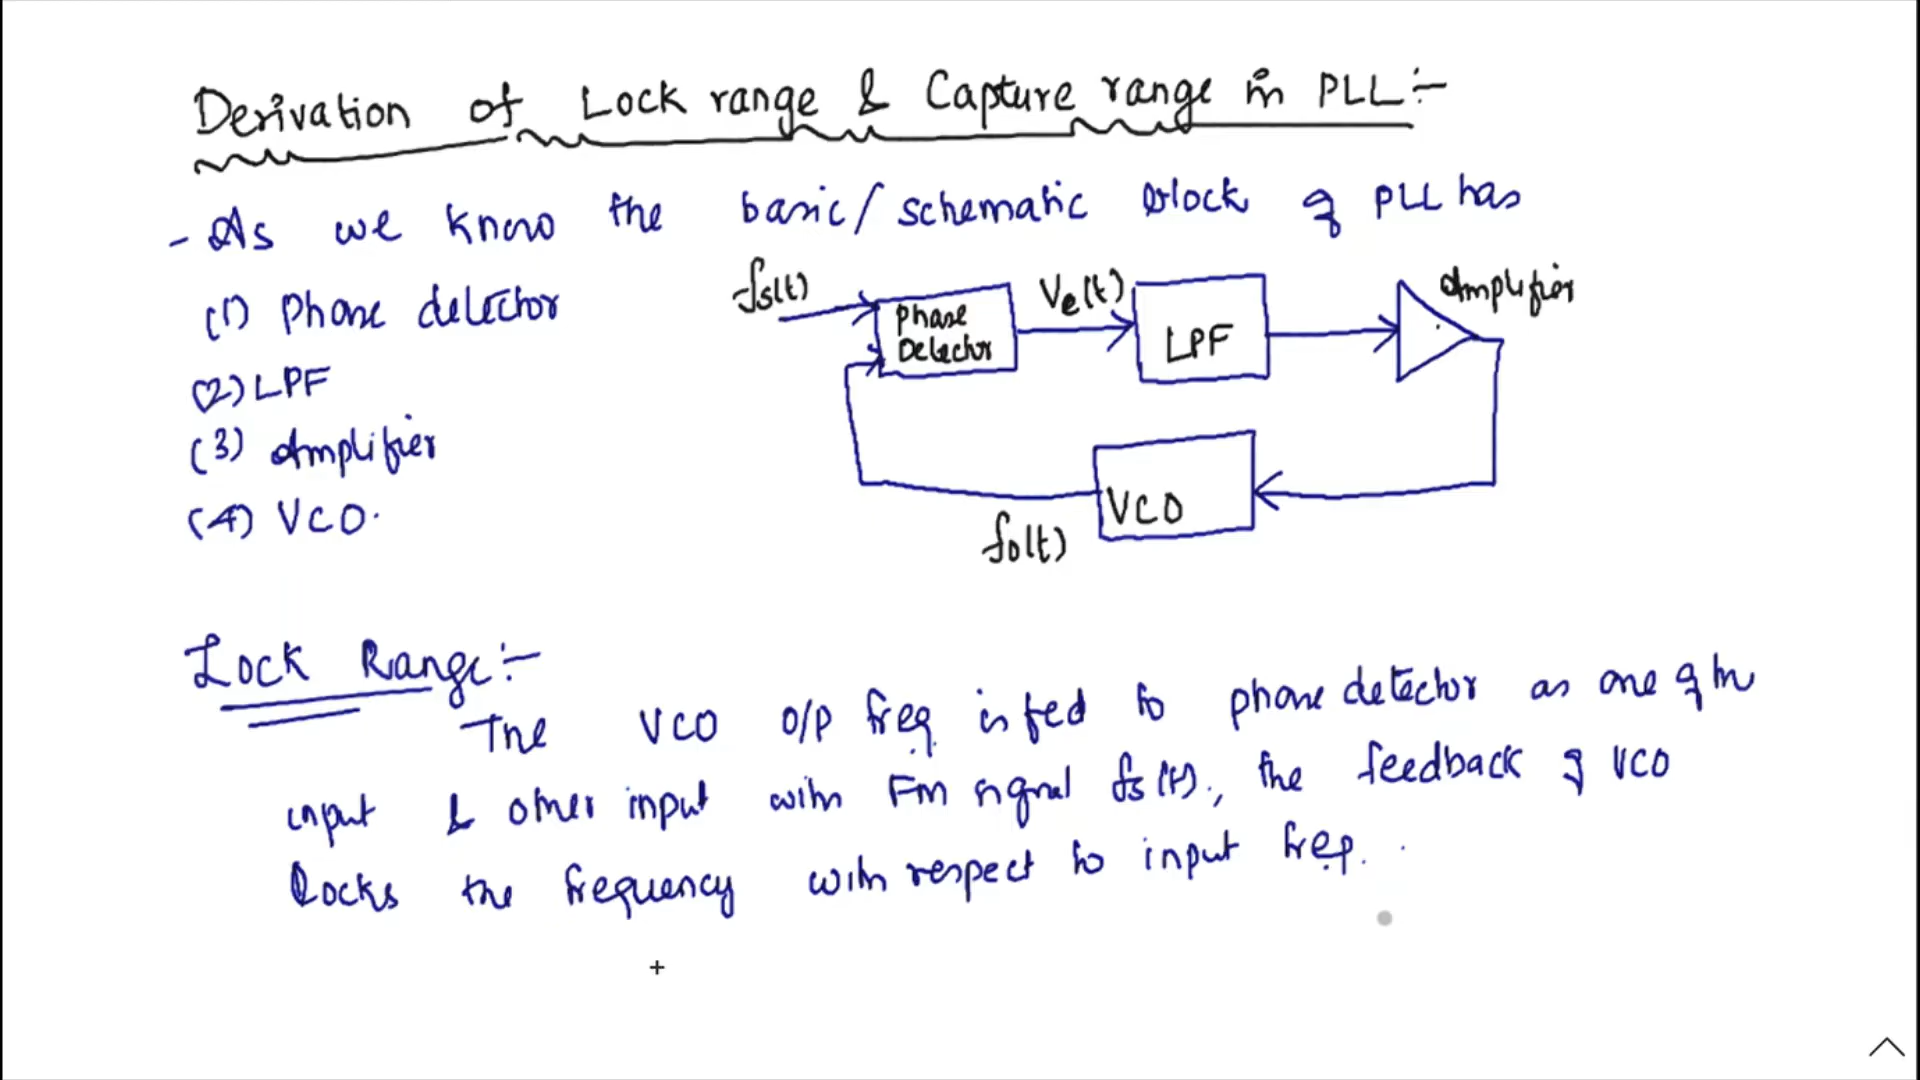 Derivation of Lock range & Capture range in PLL:-
- As we know the basic/schematic block of PLL has
(1) Phase detector
(2) LPF
(3) Amplifier
(4) VCO.
fs(t)
Phase Detector
Ve(t)
LPF
Amplifier
VCO
fo(t)
Lock Range:-
The VCO O/P freq is fed to phase detector as one of the
input & other input with FM signal fs(t)., the feedback of VCO
locks the frequency with respect to input freq.